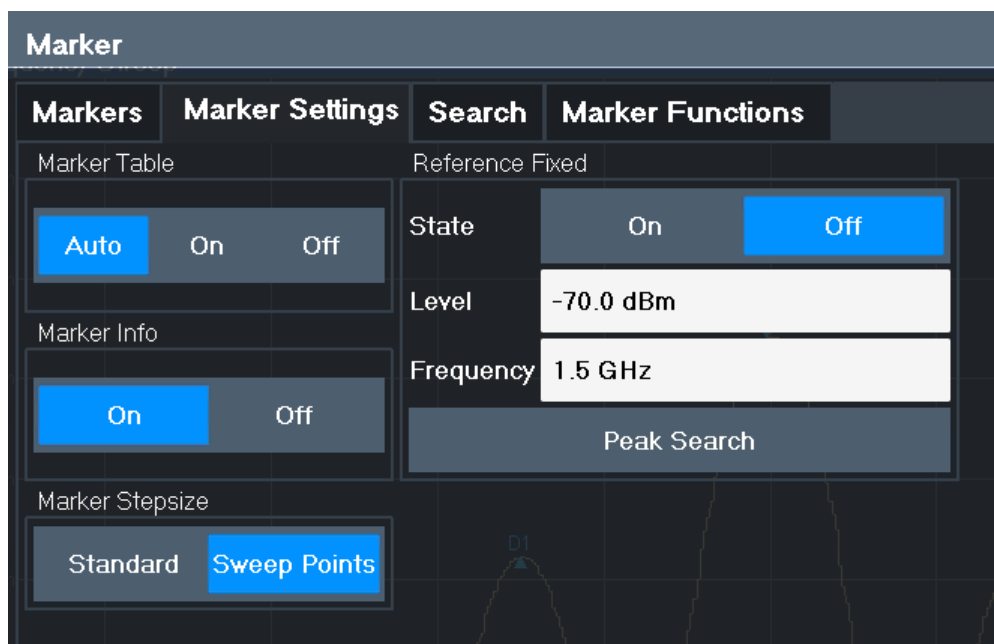 Marker
Markers Marker Settings Search Marker Functions
Marker Table
Auto On Off
Marker Info
On Off
Marker Stepsize
Standard Sweep Points
Reference Fixed
State On Off
Level -70.0 dBm
Frequency 1.5 GHz
Peak Search
D1